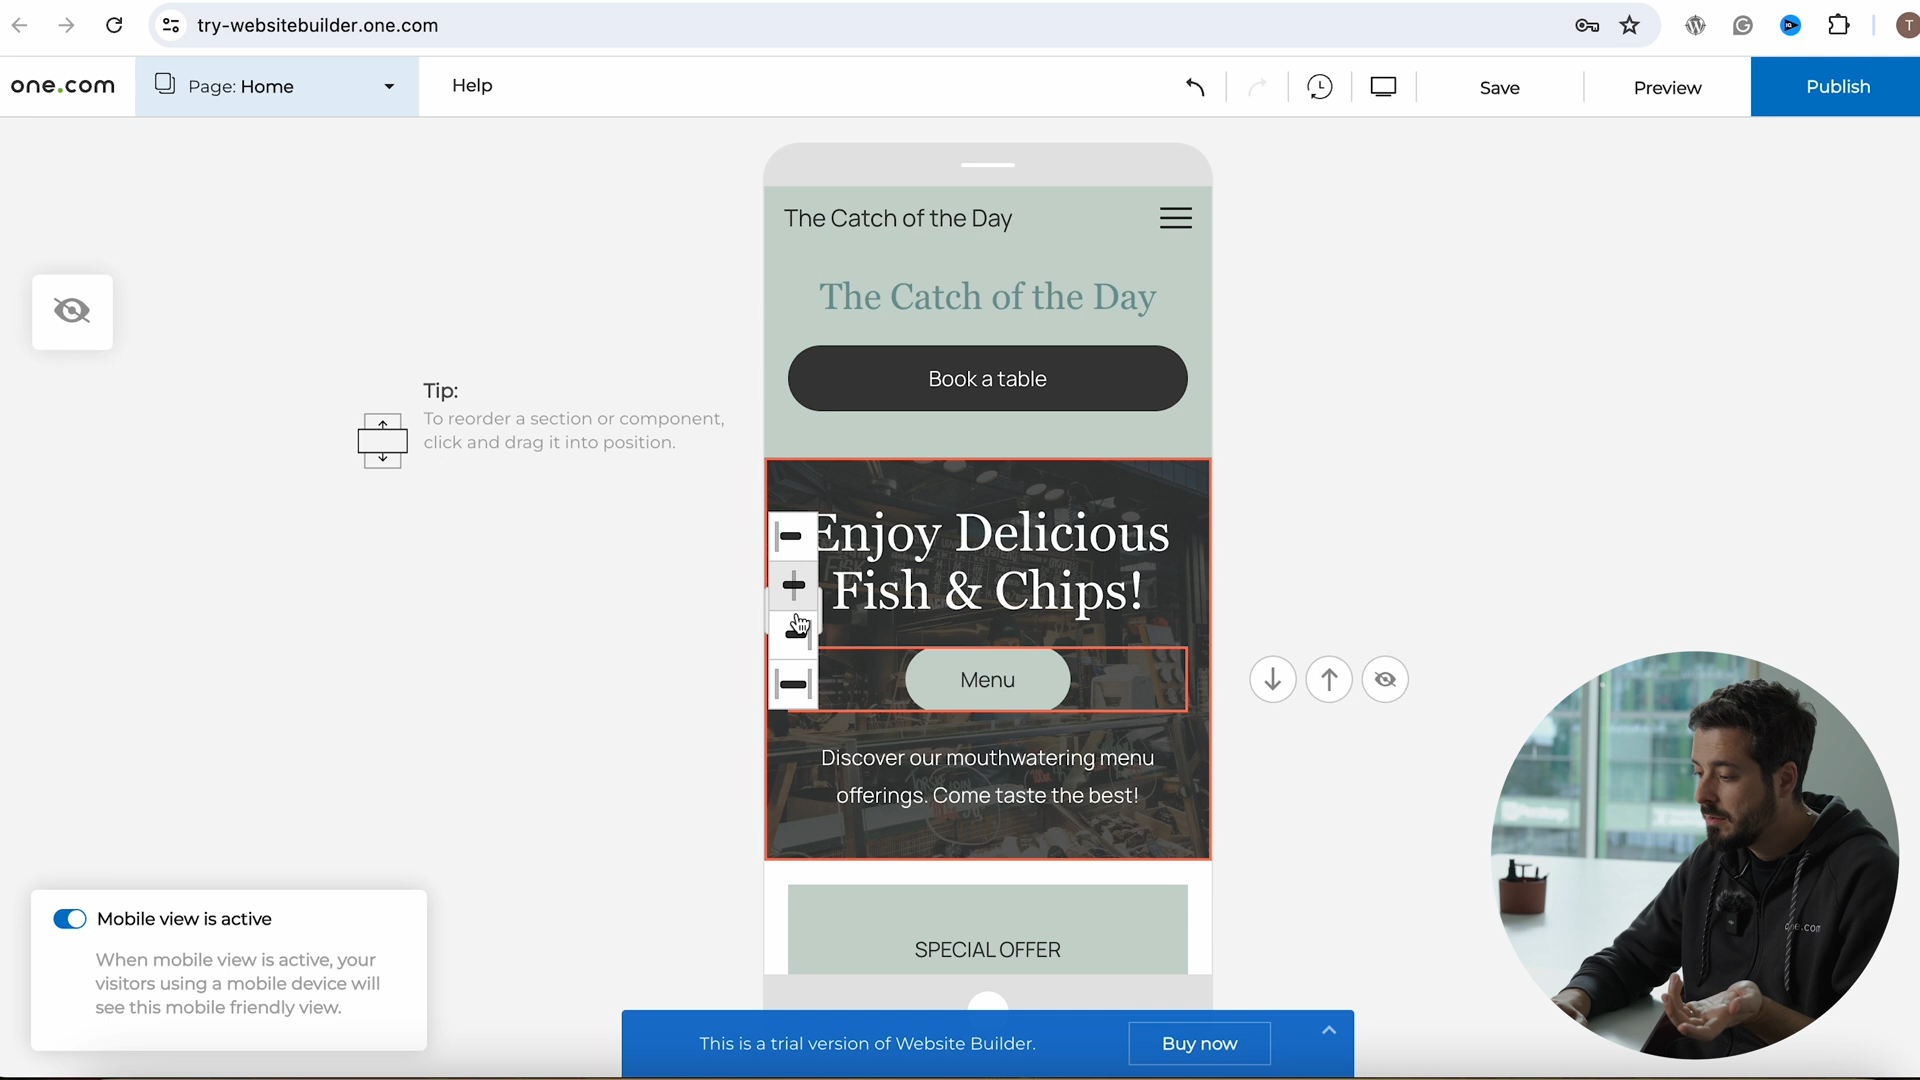 try-websitebuilder.one.com
T
one.com
Page: Home
Help
Save
Preview
Publish
The Catch of the Day
The Catch of the Day
Book a table
Tip:
To reorder a section or component,
click and drag it into position.
Enjoy Delicious
Fish & Chips!
Menu
Discover our mouthwatering menu
offerings. Come taste the best!
SPECIAL OFFER
Mobile view is active
When mobile view is active, your
visitors using a mobile device will
see this mobile friendly view.
This is a trial version of Website Builder.
Buy now
one.com